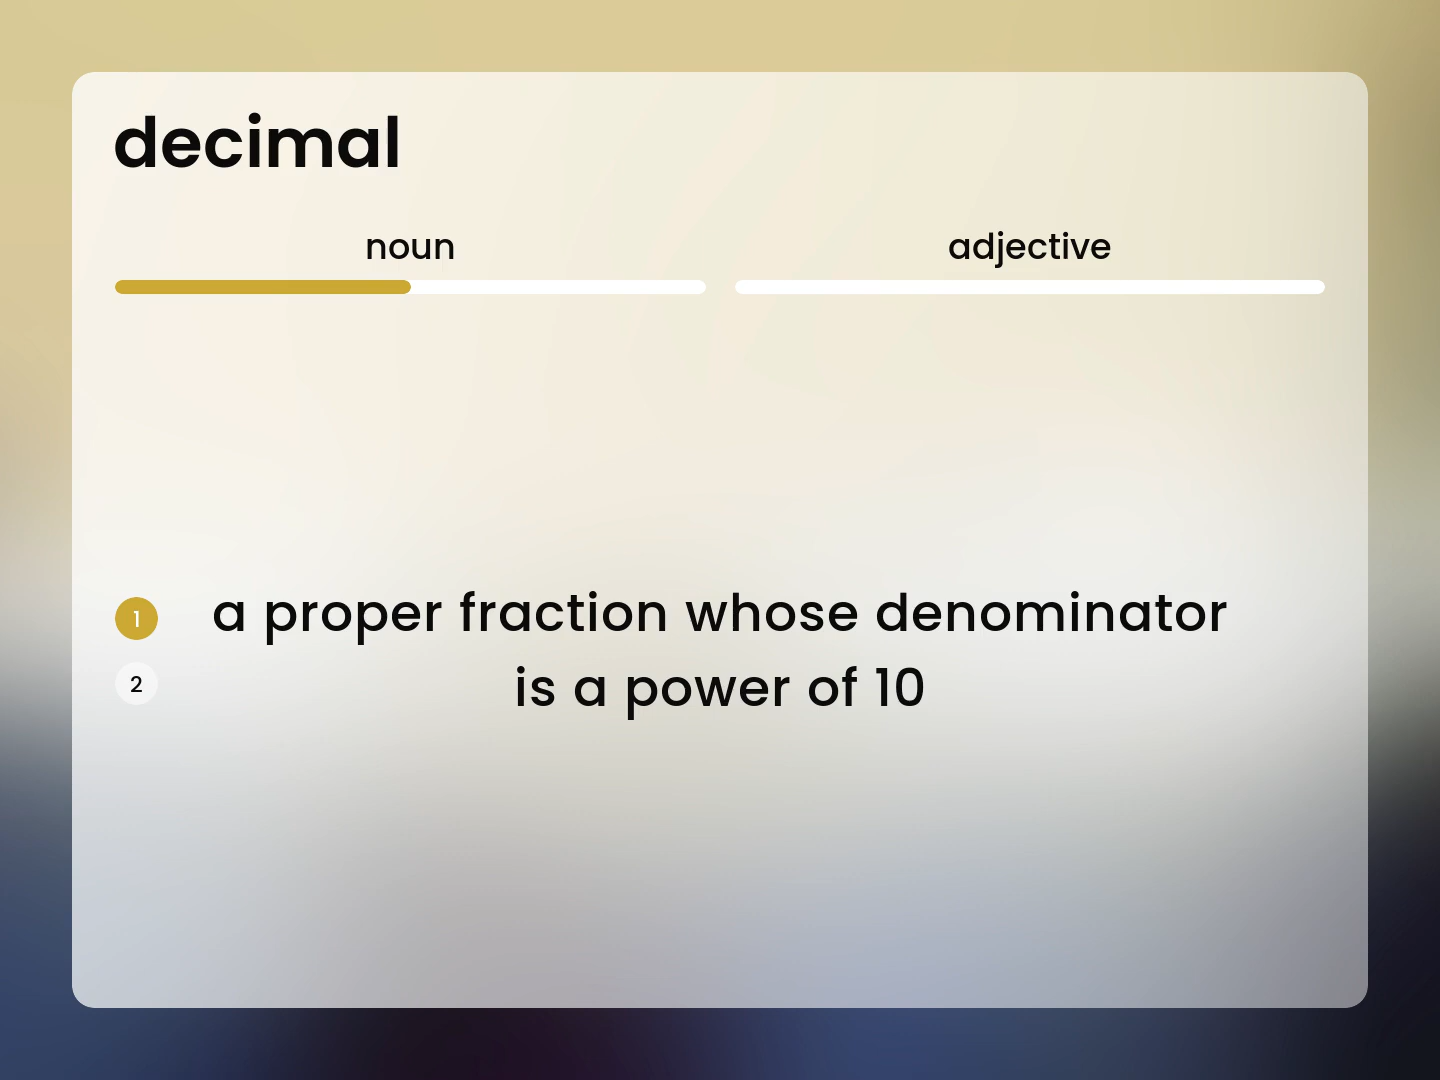 decimal
noun
adjective
1
a proper fraction whose denominator
2
is a power of 10